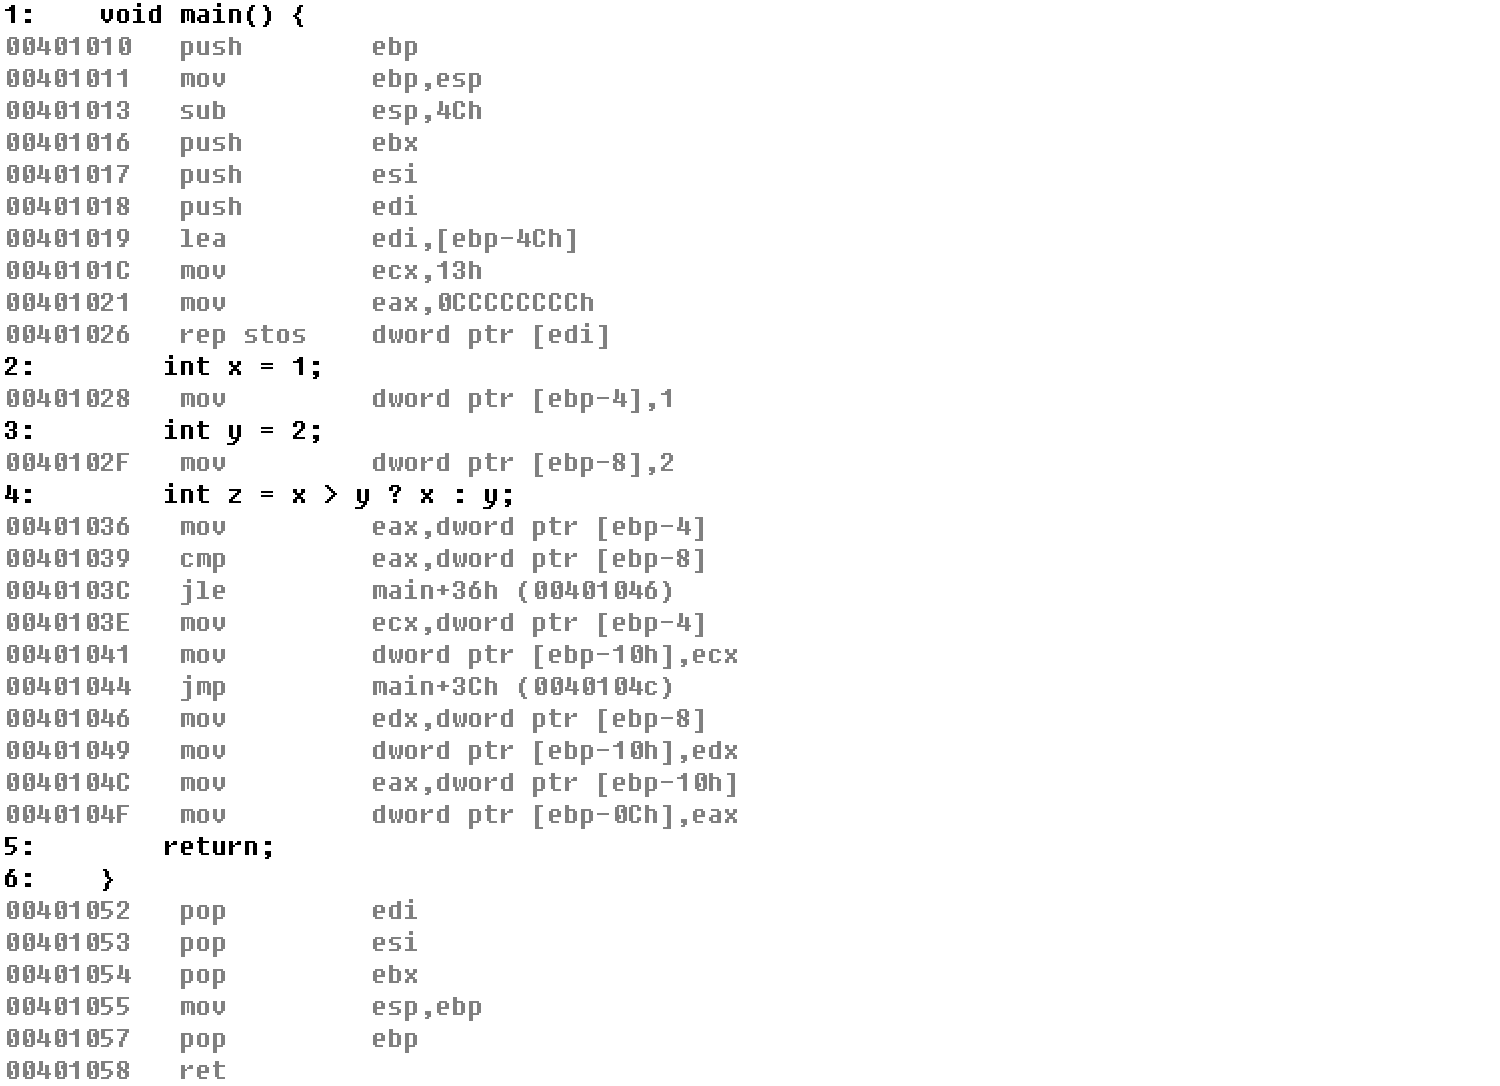 1:    void main() {
00401010   push        ebp
00401011   mov         ebp,esp
00401013   sub         esp,4Ch
00401016   push        ebx
00401017   push        esi
00401018   push        edi
00401019   lea         edi,[ebp-4Ch]
0040101C   mov         ecx,13h
00401021   mov         eax,0CCCCCCCCh
00401026   rep stos    dword ptr [edi]
2:        int x = 1;
00401028   mov         dword ptr [ebp-4],1
3:        int y = 2;
0040102F   mov         dword ptr [ebp-8],2
4:        int z = x > y ? x : y;
00401036   mov         eax,dword ptr [ebp-4]
00401039   cmp         eax,dword ptr [ebp-8]
0040103C   jle         main+36h (00401046)
0040103E   mov         ecx,dword ptr [ebp-4]
00401041   mov         dword ptr [ebp-10h],ecx
00401044   jmp         main+3Ch (0040104c)
00401046   mov         edx,dword ptr [ebp-8]
00401049   mov         dword ptr [ebp-10h],edx
0040104C   mov         eax,dword ptr [ebp-10h]
0040104F   mov         dword ptr [ebp-0Ch],eax
5:        return;
6:    }
00401052   pop         edi
00401053   pop         esi
00401054   pop         ebx
00401055   mov         esp,ebp
00401057   pop         ebp
00401058   ret